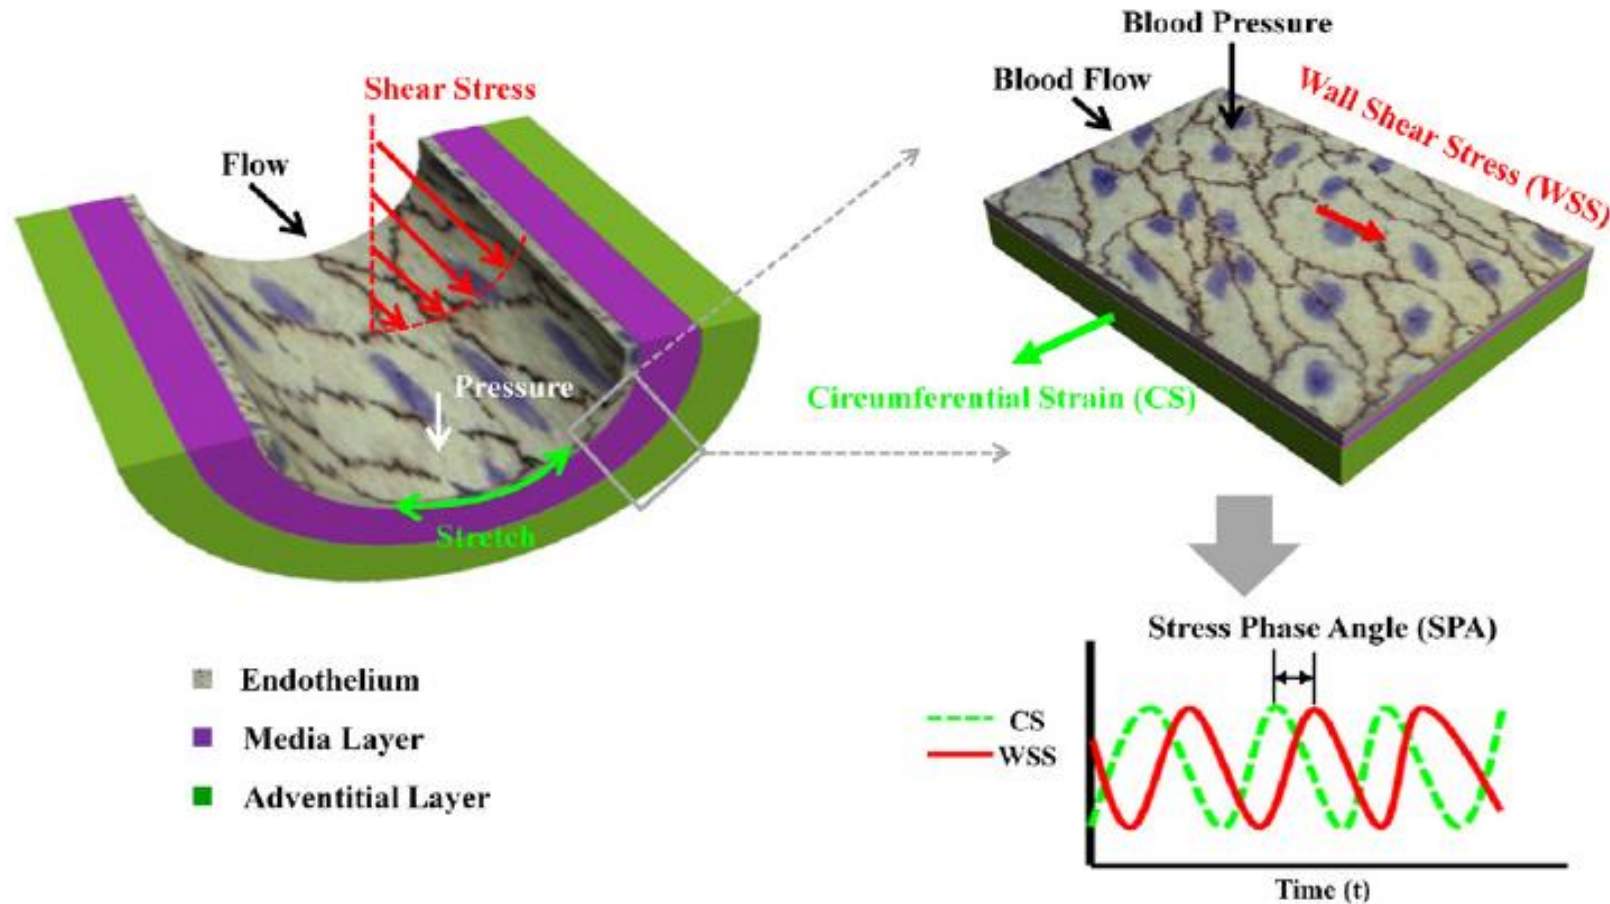 Shear Stress
Flow
Pressure
Stretch
Blood Pressure
Blood Flow
Wall Shear Stress (WSS)
Circumferential Strain (CS)
Endothelium
Media Layer
Adventitial Layer
Stress Phase Angle (SPA)
CS
WSS
Time (t)